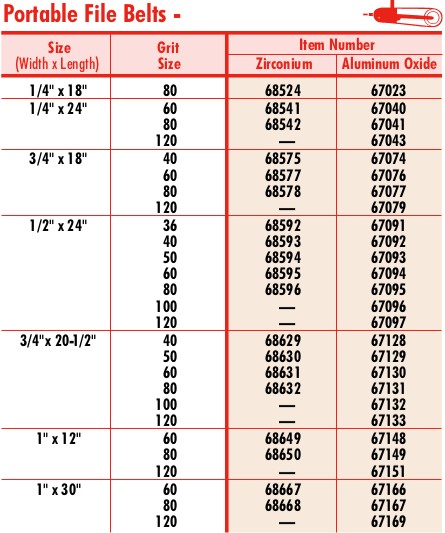 Portable File Belts -
Size Grit Item Number
(Width x Length) Size Zirconium Aluminum Oxide
1/4" x 18" 80 68524 67023
1/4" x 24" 60 68541 67040
80 68542 67041
120 — 67043
3/4" x 18" 40 68575 67074
60 68577 67076
80 68578 67077
120 — 67079
1/2" x 24" 36 68592 67091
40 68593 67092
50 68594 67093
60 68595 67094
80 68596 67095
100 — 67096
120 — 67097
3/4"x 20-1/2" 40 68629 67128
50 68630 67129
60 68631 67130
80 68632 67131
100 — 67132
120 — 67133
1" x 12" 60 68649 67148
80 68650 67149
120 — 67151
1" x 30" 60 68667 67166
80 68668 67167
120 — 67169